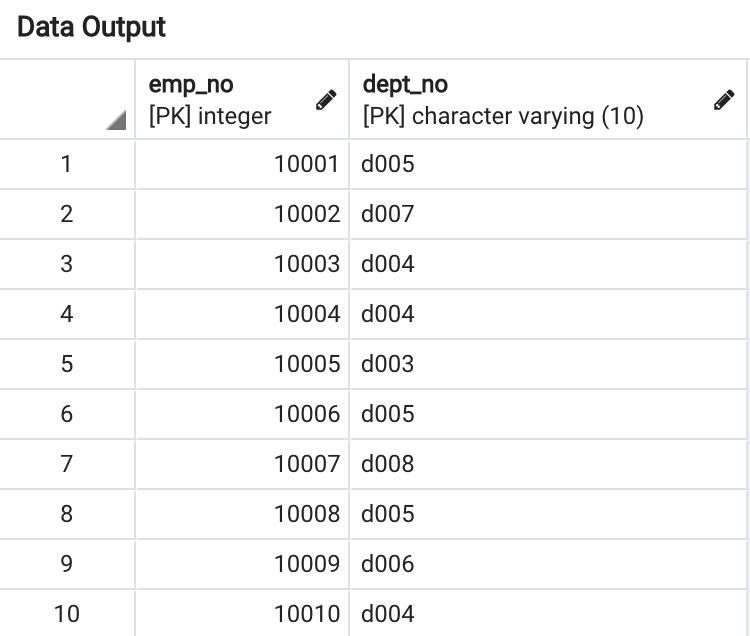 Data Output
emp_no dept_no
[PK] integer [PK] character varying (10)
1 10001 d005
2 10002 d007
3 10003 d004
4 10004 d004
5 10005 d003
6 10006 d005
7 10007 d008
8 10008 d005
9 10009 d006
10 10010 d004